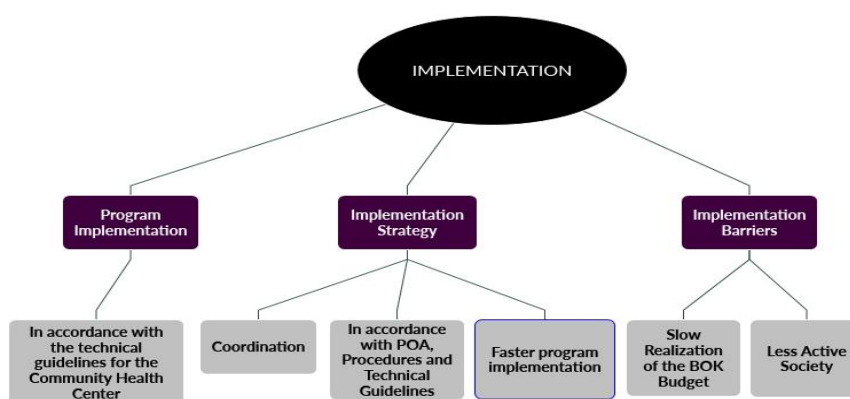 IMPLEMENTATION
Program
Implementation
Implementation
Strategy
Implementation
Barriers
In accordance with
the technical
guidelines for the
Community Health
Center
Coordination
In accordance
with POA,
Procedures and
Technical
Guidelines
Faster program
implementation
Slow
Realization
of the BOK
Budget
Less Active
Society